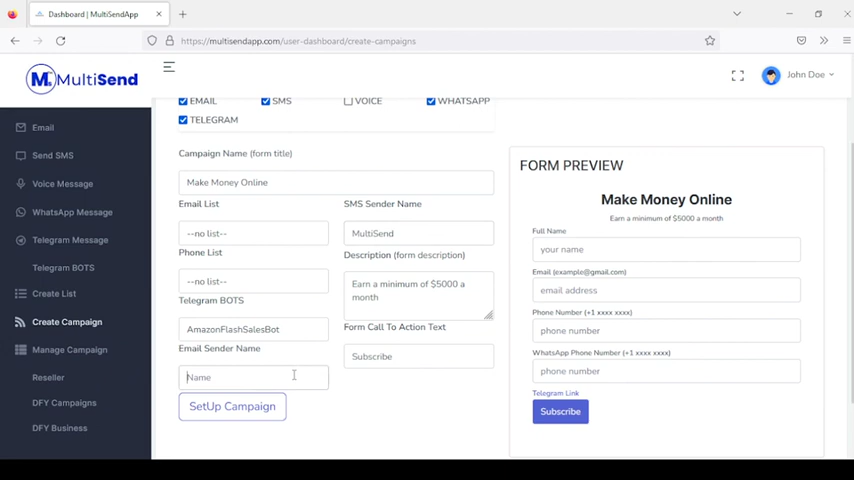 Dashboard | MultiSendApp
https://multisendapp.com/user-dashboard/create-campaigns
M. MultiSend
John Doe
Email
Send SMS
Voice Message
WhatsApp Message
Telegram Message
Telegram BOTS
Create List
Create Campaign
Manage Campaign
Reseller
DFY Campaigns
DFY Business
EMAIL SMS VOICE WHATSAPP
TELEGRAM
Campaign Name (form title)
Make Money Online
Email List
--no list--
Phone List
--no list--
Telegram BOTS
AmazonFlashSalesBot
Email Sender Name
Name
SetUp Campaign
SMS Sender Name
MultiSend
Description (form description)
Earn a minimum of $5000 a
month
Form Call To Action Text
Subscribe
FORM PREVIEW
Make Money Online
Earn a minimum of $5000 a month
Full Name
your name
Email (example@gmail.com)
email address
Phone Number (+1 xxxx xxxx)
phone number
WhatsApp Phone Number (+1 xxxx xxxx)
phone number
Telegram Link
Subscribe